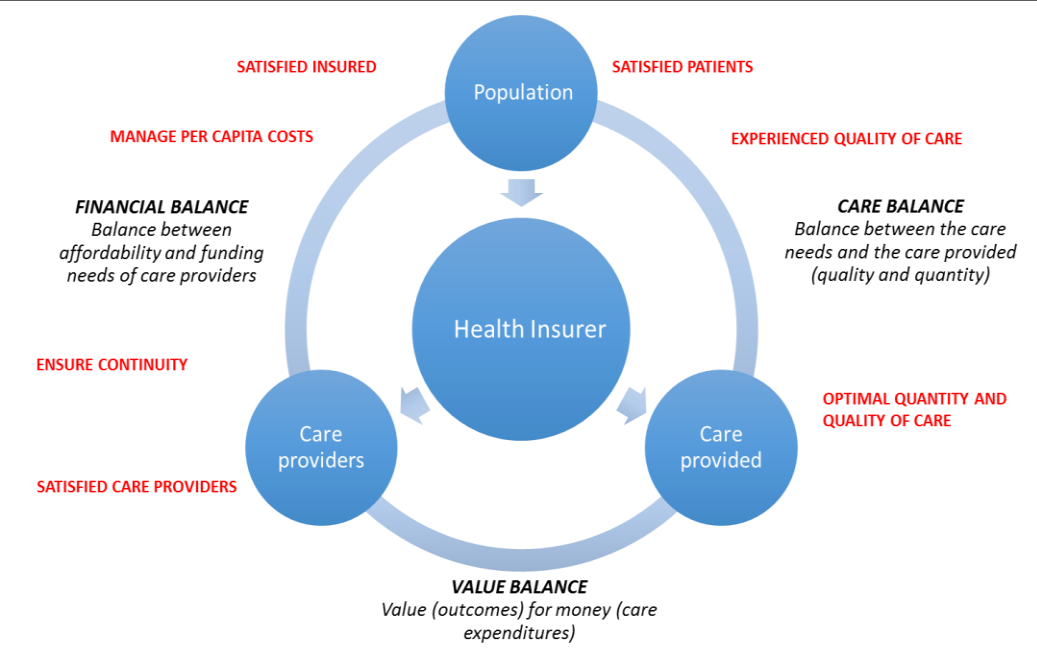 SATISFIED INSURED
SATISFIED PATIENTS
Population
MANAGE PER CAPITA COSTS
EXPERIENCED QUALITY OF CARE
FINANCIAL BALANCE
Balance between
affordability and funding
needs of care providers
CARE BALANCE
Balance between the care
needs and the care provided
(quality and quantity)
Health Insurer
ENSURE CONTINUITY
OPTIMAL QUANTITY AND
QUALITY OF CARE
Care
providers
Care
provided
SATISFIED CARE PROVIDERS
VALUE BALANCE
Value (outcomes) for money (care
expenditures)